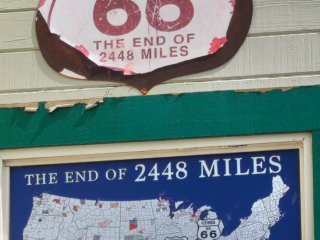 66
THE END OF
2448 MILES
THE END OF 2448 MILES
66